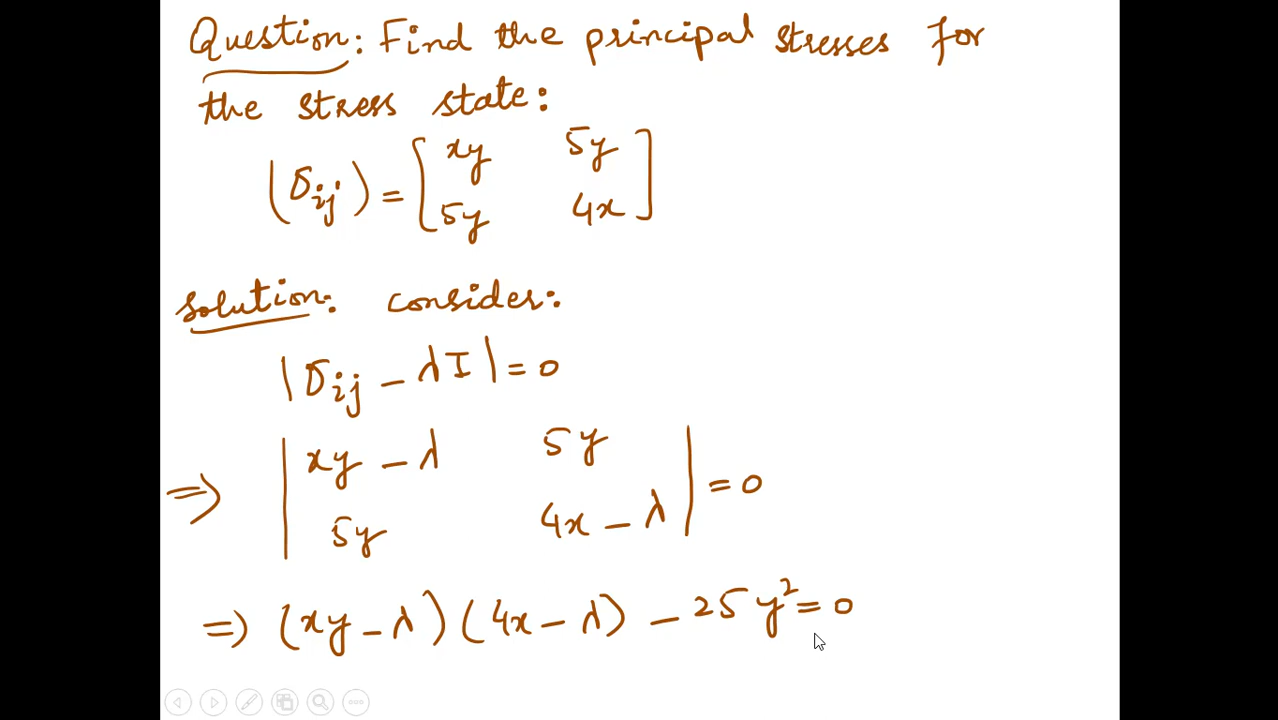 Question: Find the principal stresses for
the stress state:
(σij) = [ xy 5y
5y 4x ]
Solution: consider:
|σij - λI| = 0
⇒ | xy - λ 5y
5y 4x - λ | = 0
⇒ (xy - λ)(4x - λ) - 25y² = 0